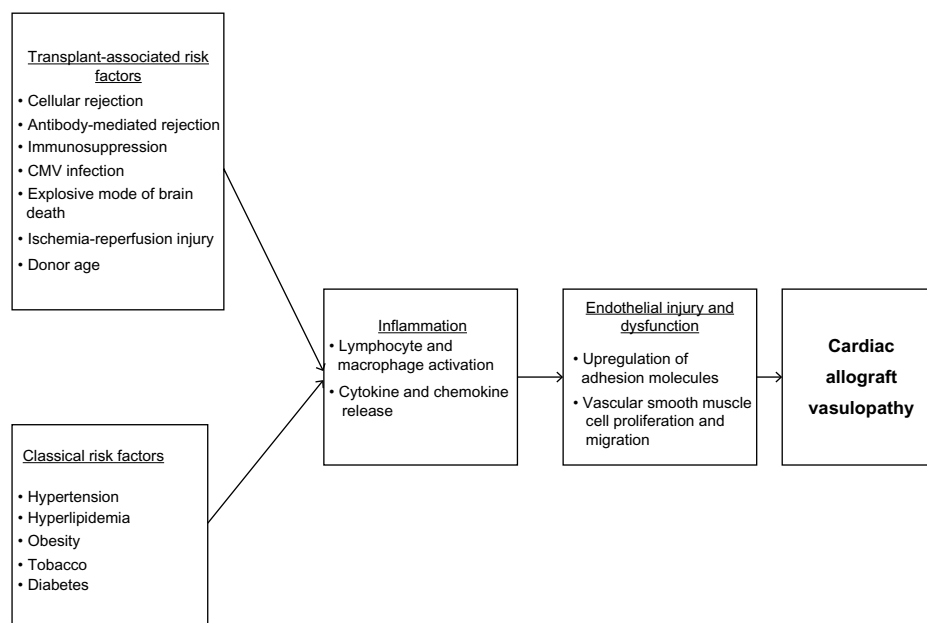 Transplant-associated risk
factors
• Cellular rejection
• Antibody-mediated rejection
• Immunosuppression
• CMV infection
• Explosive mode of brain
death
• Ischemia-reperfusion injury
• Donor age
Classical risk factors
• Hypertension
• Hyperlipidemia
• Obesity
• Tobacco
• Diabetes
Inflammation
• Lymphocyte and
macrophage activation
• Cytokine and chemokine
release
Endothelial injury and
dysfunction
• Upregulation of
adhesion molecules
• Vascular smooth muscle
cell proliferation and
migration
Cardiac
allograft
vasulopathy